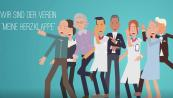 WIR SIND DER VEREIN
"MEINE HERZKLAPPE"